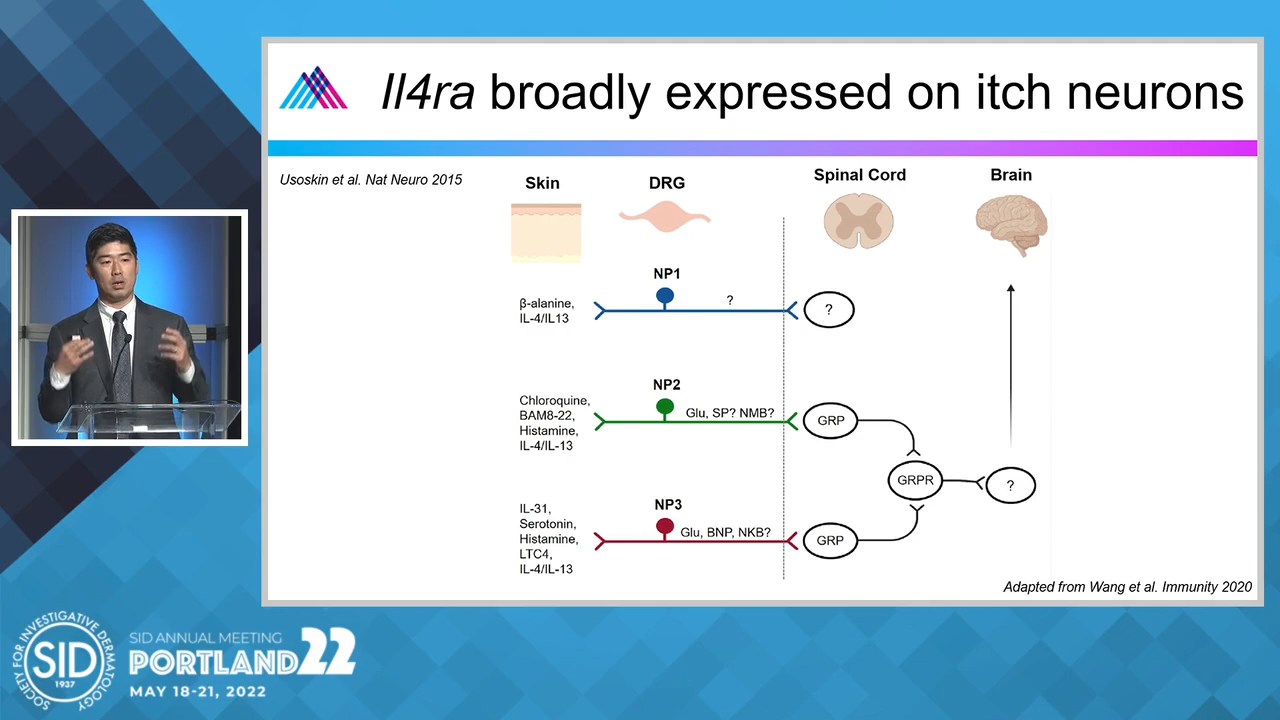 Il4ra broadly expressed on itch neurons
Usoskin et al. Nat Neuro 2015
Skin
DRG
Spinal Cord
Brain
NP1
β-alanine,
IL-4/IL13
?
?
NP2
Chloroquine,
BAM8-22,
Histamine,
IL-4/IL-13
Glu, SP? NMB?
GRP
GRPR
?
NP3
IL-31,
Serotonin,
Histamine,
LTC4,
IL-4/IL-13
Glu, BNP, NKB?
GRP
Adapted from Wang et al. Immunity 2020
SOCIETY FOR INVESTIGATIVE DERMATOLOGY
SID
1937
SID ANNUAL MEETING
PORTLAND22
MAY 18-21, 2022